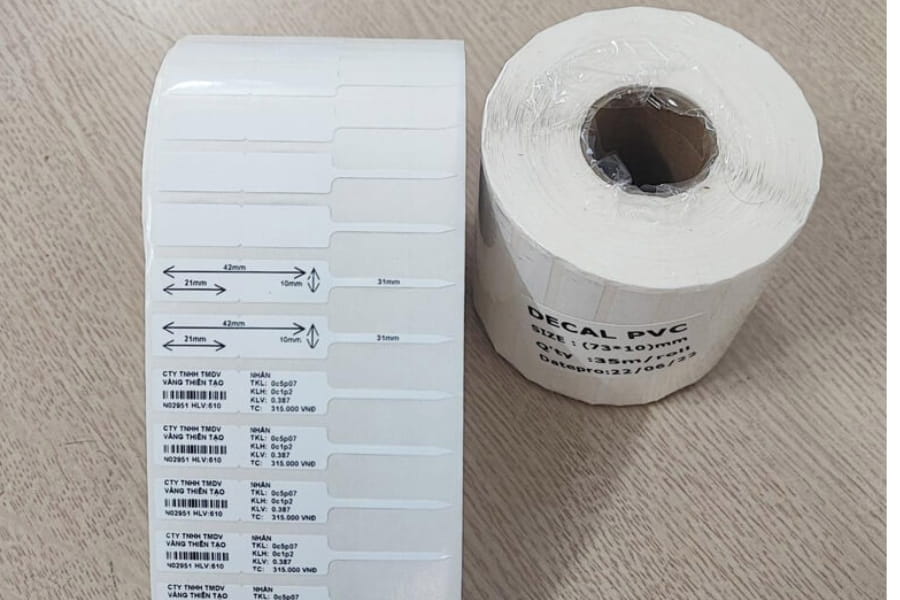 42mm
21mm
10mm
31mm
42mm
21mm
10mm
31mm
CTY TNHH TMDV
VÀNG THIÊN TẠO
N02951 HLV:610
NHẪN
TKL: 0c5p07
KLH: 0c1p2
KLV: 0.387
TC: 315.000 VNĐ
CTY TNHH TMDV
VÀNG THIÊN TẠO
N02951 HLV:610
NHẪN
TKL: 0c5p07
KLH: 0c1p2
KLV: 0.387
TC: 315.000 VNĐ
CTY TNHH TMDV
VÀNG THIÊN TẠO
N02951 HLV:610
NHẪN
TKL: 0c5p07
KLH: 0c1p2
KLV: 0.387
TC: 315.000 VNĐ
CTY TNHH TMDV
VÀNG THIÊN TẠO
N02951 HLV:610
NHẪN
TKL: 0c5p07
KLH: 0c1p2
KLV: 0.387
TC: 315.000 VNĐ
CTY TNHH TMDV
VÀNG THIÊN TẠO
NHẪN
TKL: 0c5p07
DECAL PVC
SIZE : (73*10)mm
Q'ty :35m/roll
Datepro:22/06/22